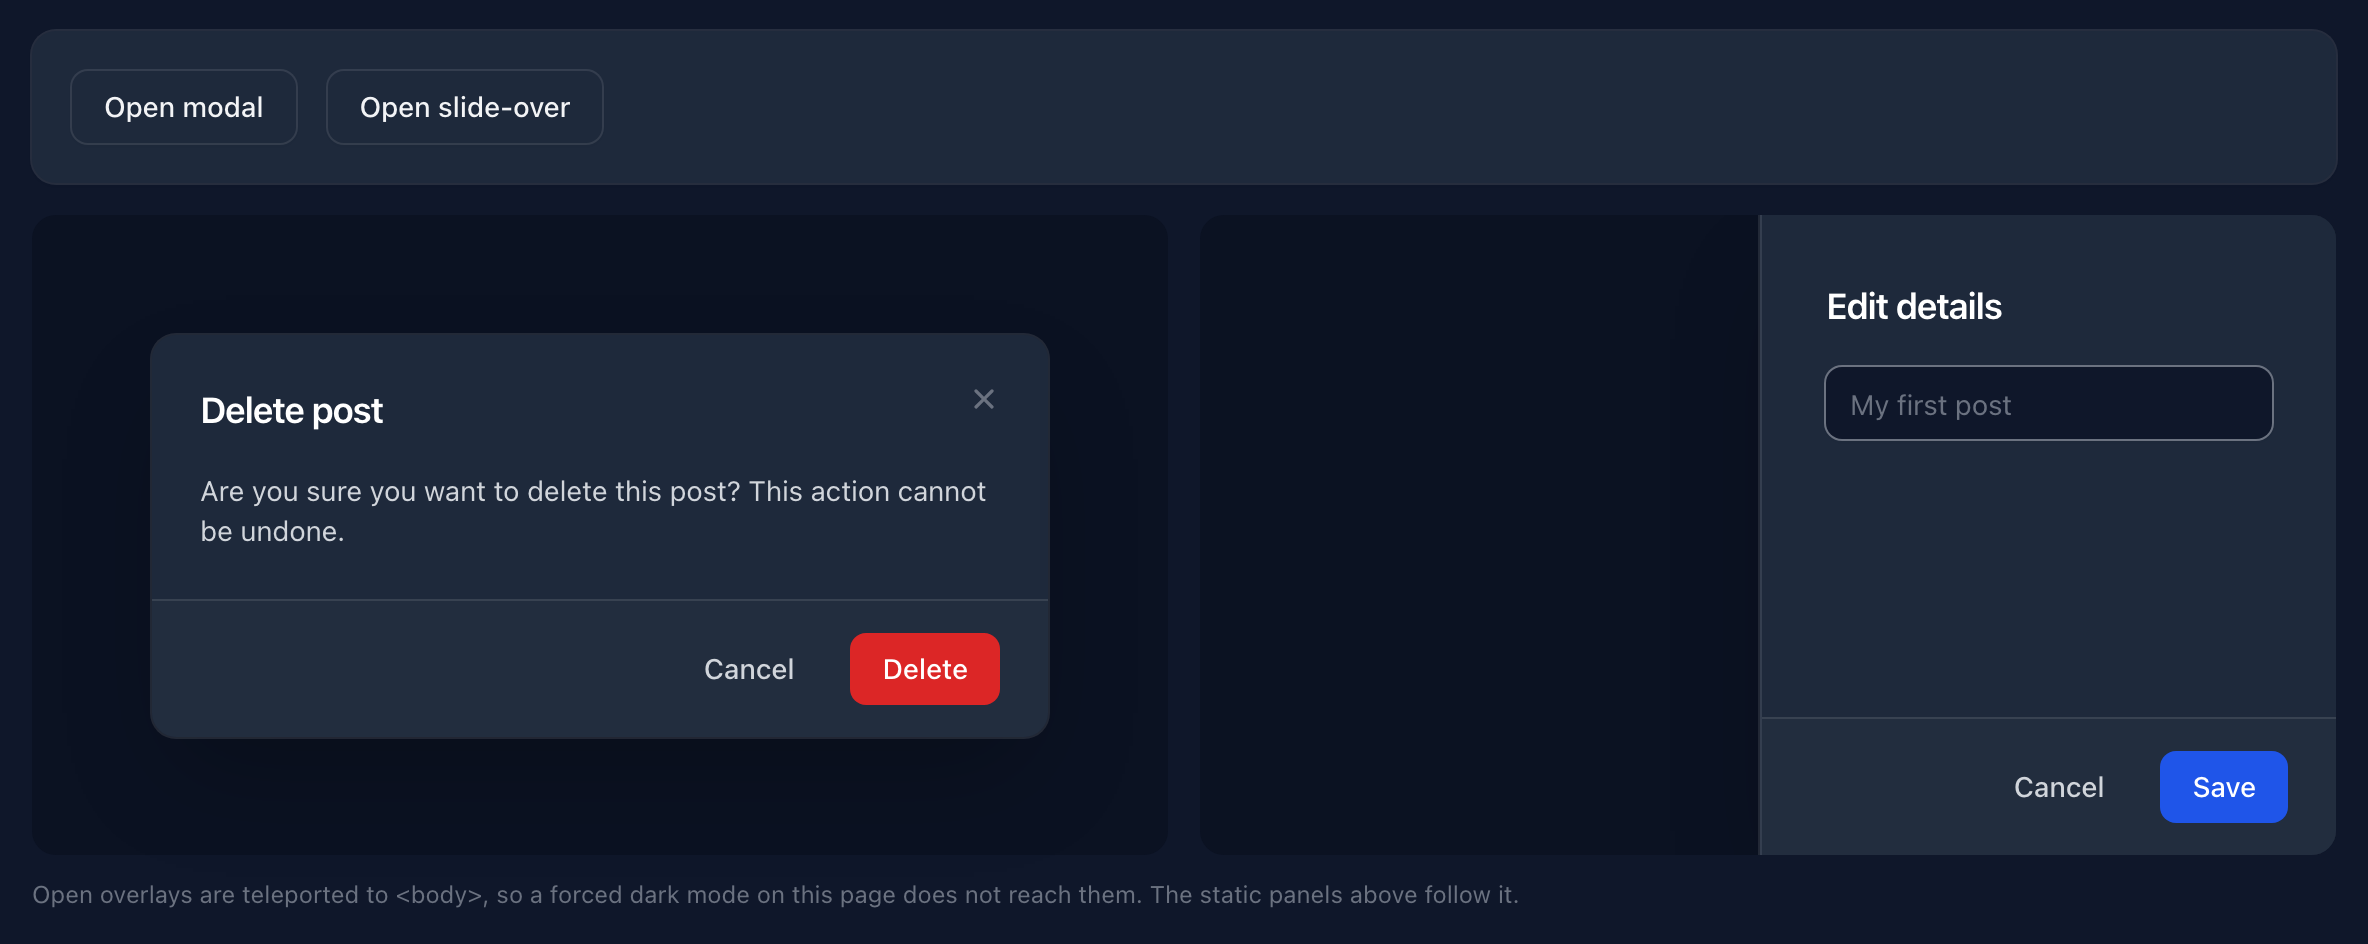 Open modal
Open slide-over
Delete post
Are you sure you want to delete this post? This action cannot
be undone.
Cancel
Delete
Edit details
My first post
Cancel
Save
Open overlays are teleported to <body>, so a forced dark mode on this page does not reach them. The static panels above follow it.